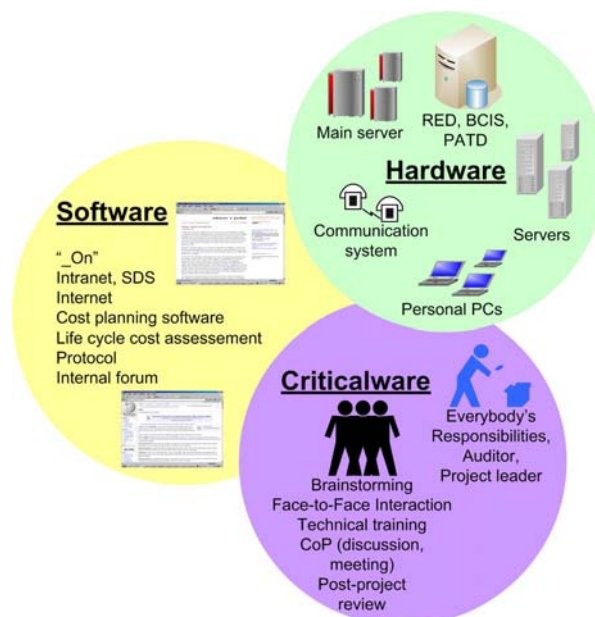 Main server
RED, BCIS,
PATD
Hardware
Communication
system
Servers
Personal PCs
Software
"_On"
Intranet, SDS
Internet
Cost planning software
Life cycle cost assessement
Protocol
Internal forum
Criticalware
Everybody's
Responsibilities,
Auditor,
Project leader
Brainstorming
Face-to-Face Interaction
Technical training
CoP (discussion,
meeting)
Post-project
review